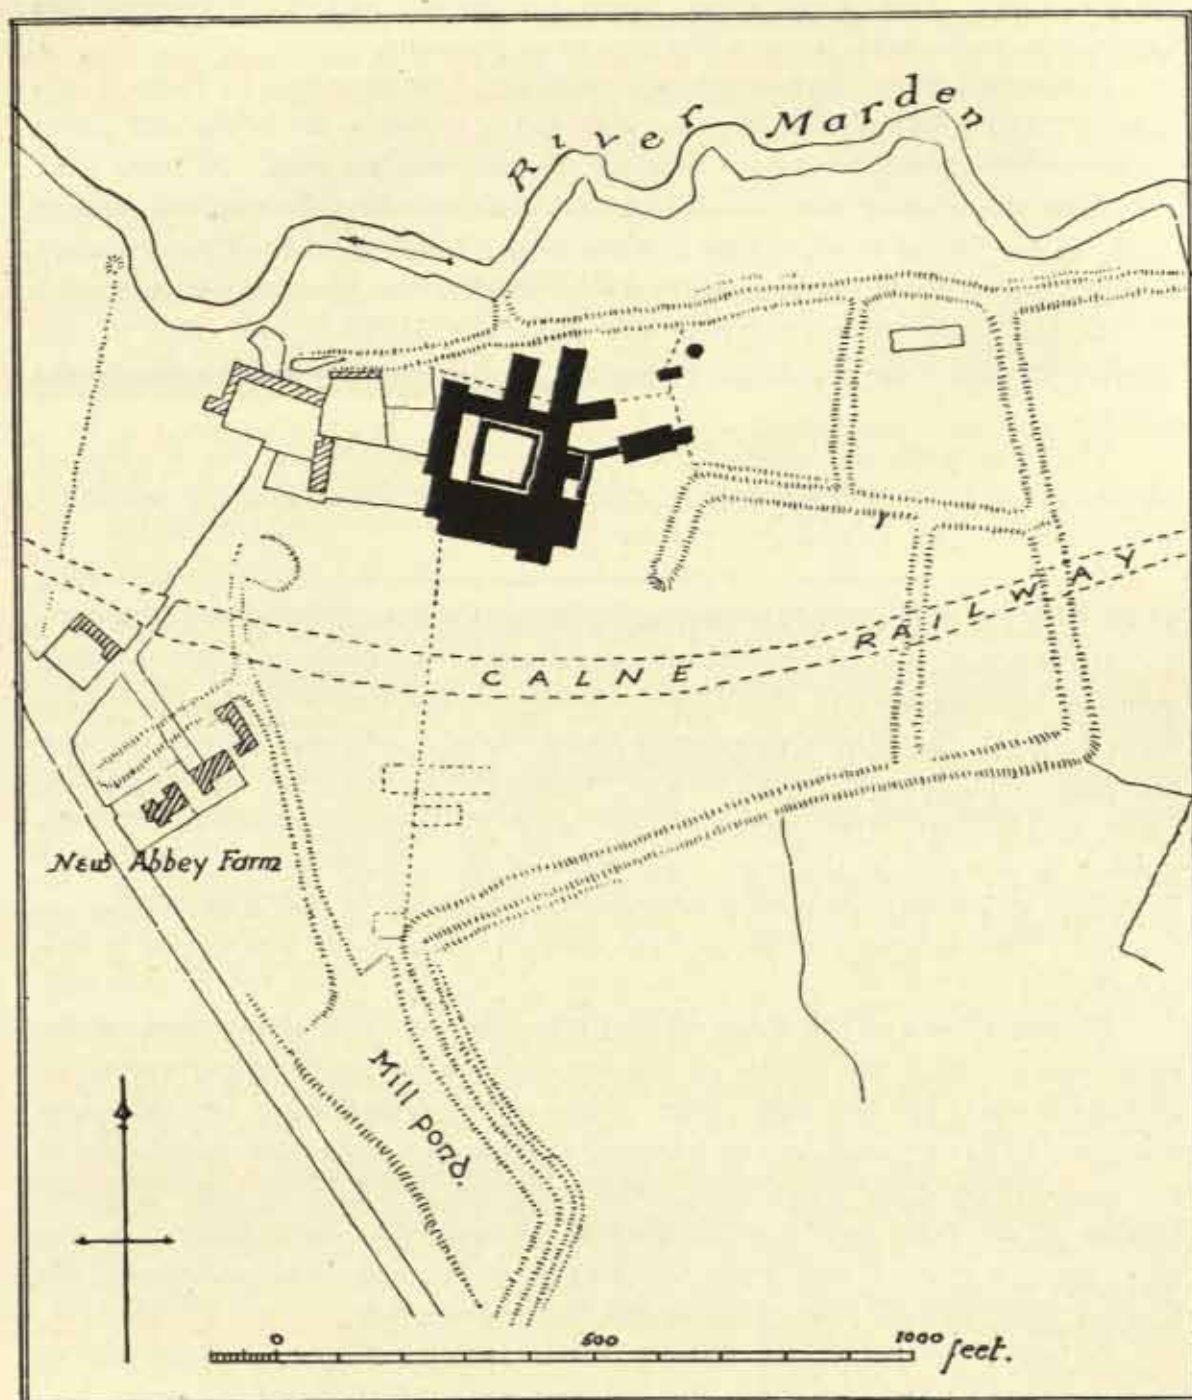 River Marden
CALNE RAILWAY
New Abbey Farm
Mill pond.
0 500 1000 feet.